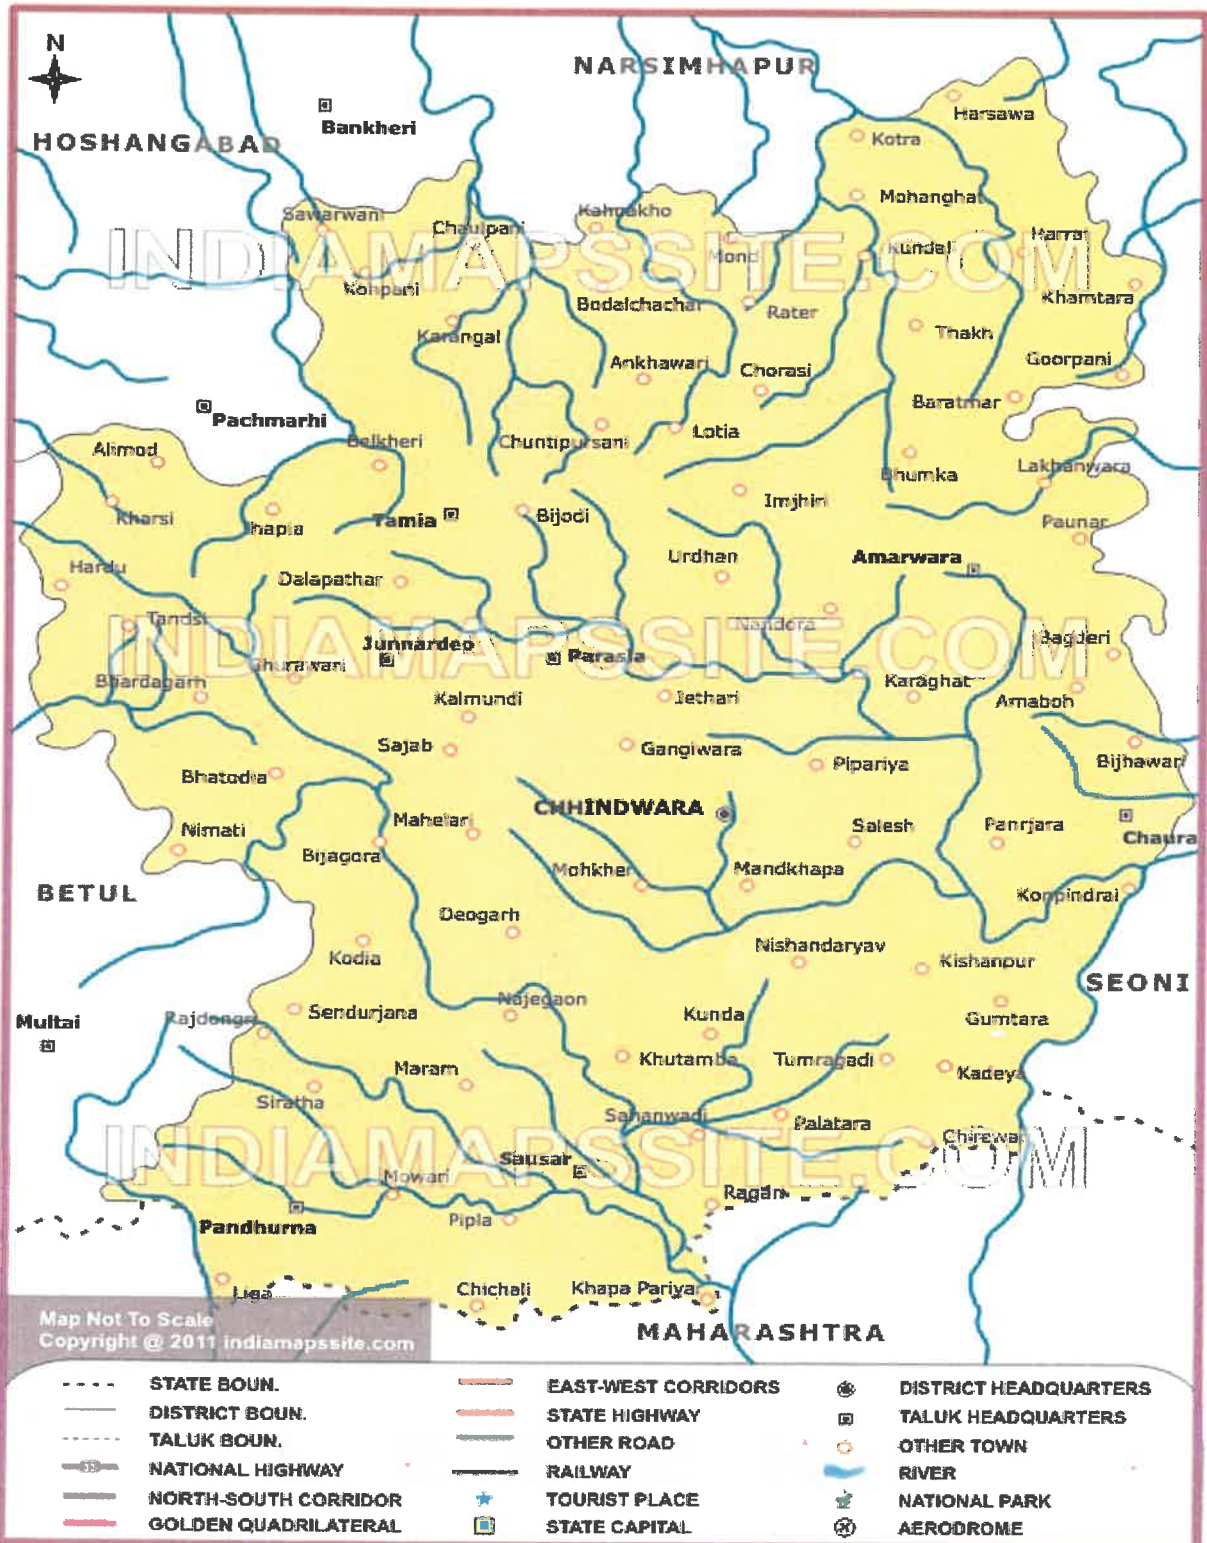 N
NARSIMHAPUR
Harsawa
Bankheri
HOSHANGABAD
Kotra
Mohanghat
Sawarwani
Kahpakho
Chaulpani
Mond
Kundali
Harrai
INDIAMAPSSITE.COM
Kohpani
Bodalchachar
Rater
Khamtara
Karangal
Thakh
Ankhawari
Chorasi
Goorpani
Pachmarhi
Baratmar
Belkheri
Chuntipursani
Lotia
Alimod
Bhumka
Lakhanwara
Kharsi
Jhapla
Tamia
Bijodi
Imjhiri
Paunar
Hardu
Dalapathar
Urdhan
Amarwara
Tandsi
Nandora
INDIAMAPSSITE.COM
Bagderi
Jhurawani
Junnardeo
Parasia
Bhardagarh
Kalmundi
Jethari
Karaghat
Amaboh
Sajab
Gangiwara
Pipariya
Bijhawari
Bhatodia
CHHINDWARA
Nimati
Mahelari
Salesh
Panrjara
Chaura
Bijagora
Mohkher
Mandkhapa
BETUL
Konpindrai
Deogarh
Kodia
Nishandaryav
Kishanpur
SEONI
Multai
Rajdongri
Sendurjana
Najegaon
Kunda
Gumtara
Maram
Khutamba
Tumragadi
Kadeya
Siratha
Sahanwadi
Palatara
Chirewar
INDIAMAPSSITE.COM
Sausar
Mowari
Ragan
Pandhurna
Pipla
Liga
Chichali
Khapa Pariyar
Map Not To Scale
Copyright @ 2011 indiamapssite.com
MAHARASHTRA
STATE BOUN.
EAST-WEST CORRIDORS
DISTRICT HEADQUARTERS
DISTRICT BOUN.
STATE HIGHWAY
TALUK HEADQUARTERS
TALUK BOUN.
OTHER ROAD
OTHER TOWN
NATIONAL HIGHWAY
RAILWAY
RIVER
NORTH-SOUTH CORRIDOR
TOURIST PLACE
NATIONAL PARK
GOLDEN QUADRILATERAL
STATE CAPITAL
AERODROME